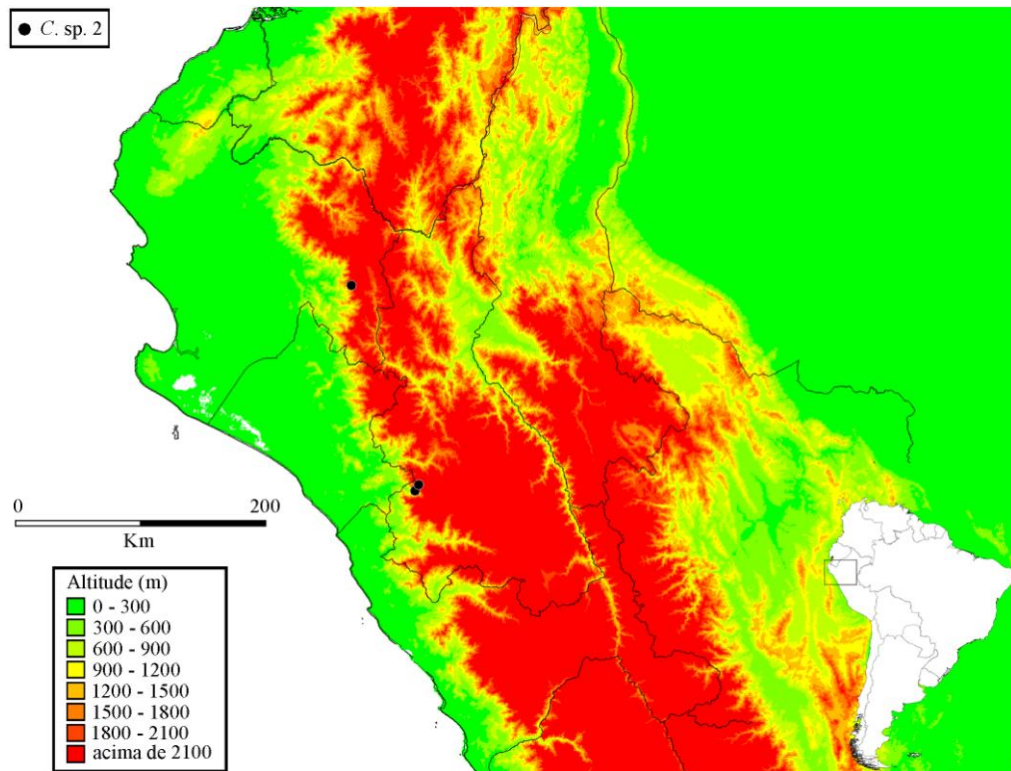 C. sp. 2
0 200
Km
Altitude (m)
0 - 300
300 - 600
600 - 900
900 - 1200
1200 - 1500
1500 - 1800
1800 - 2100
acima de 2100